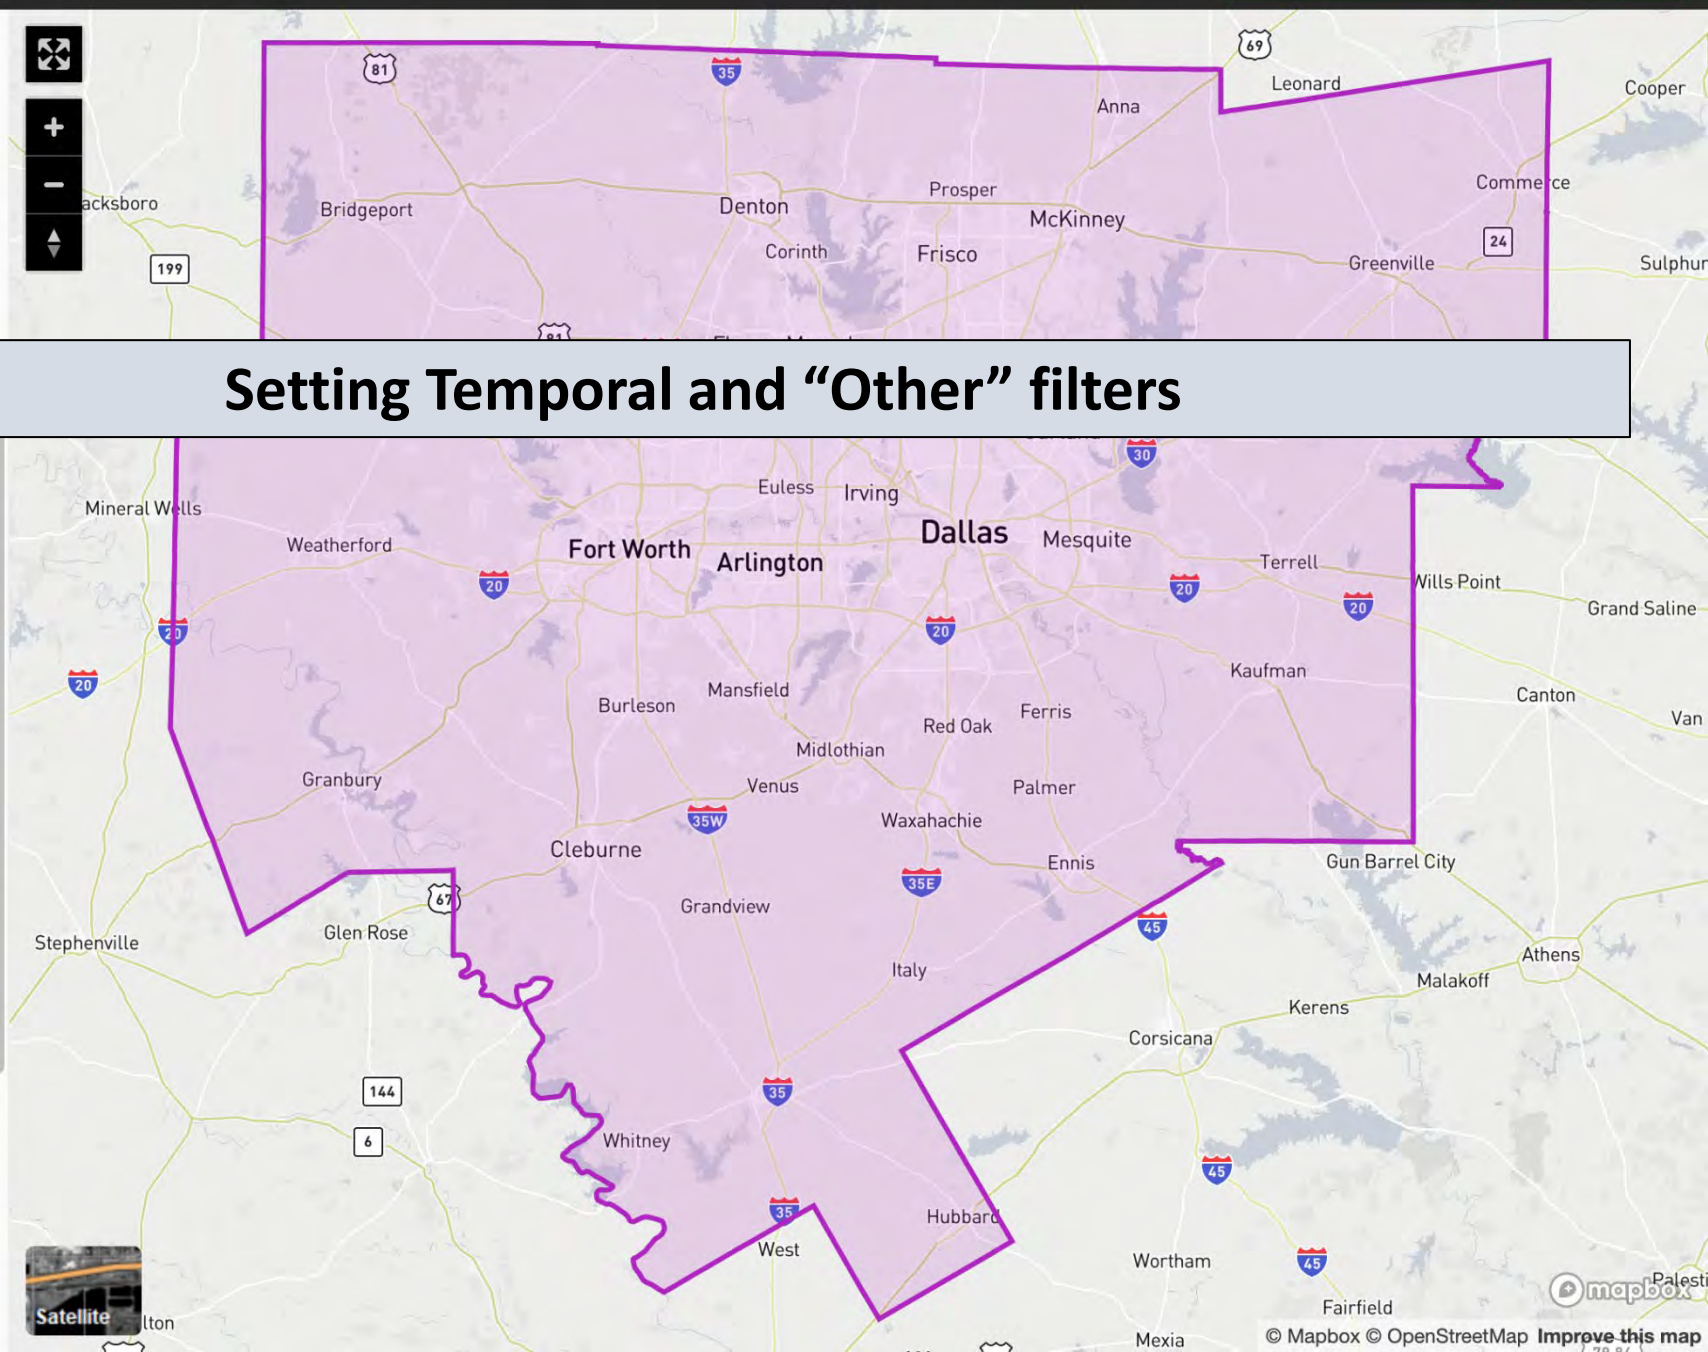 69
81
35
Leonard
Cooper
Anna
Commerce
acksboro
Bridgeport
Denton
Prosper
McKinney
24
Corinth
Frisco
199
Greenville
Sulphur
81
Setting Temporal and “Other” filters
30
Mineral Wells
Euless
Irving
Dallas
Weatherford
Fort Worth
Arlington
Mesquite
Terrell
20
20
20
Wills Point
Grand Saline
20
20
20
Kaufman
Mansfield
Canton
Burleson
Ferris
Van
Red Oak
Midlothian
Granbury
Venus
Palmer
35W
Waxahachie
Cleburne
Ennis
Gun Barrel City
35E
67
Grandview
45
Glen Rose
Stephenville
Athens
Italy
Malakoff
Kerens
Corsicana
35
144
6
Whitney
45
35
Hubbard
West
Wortham
45
mapbox
Palesti
Satellite
lton
Fairfield
Mexia
© Mapbox © OpenStreetMap Improve this map